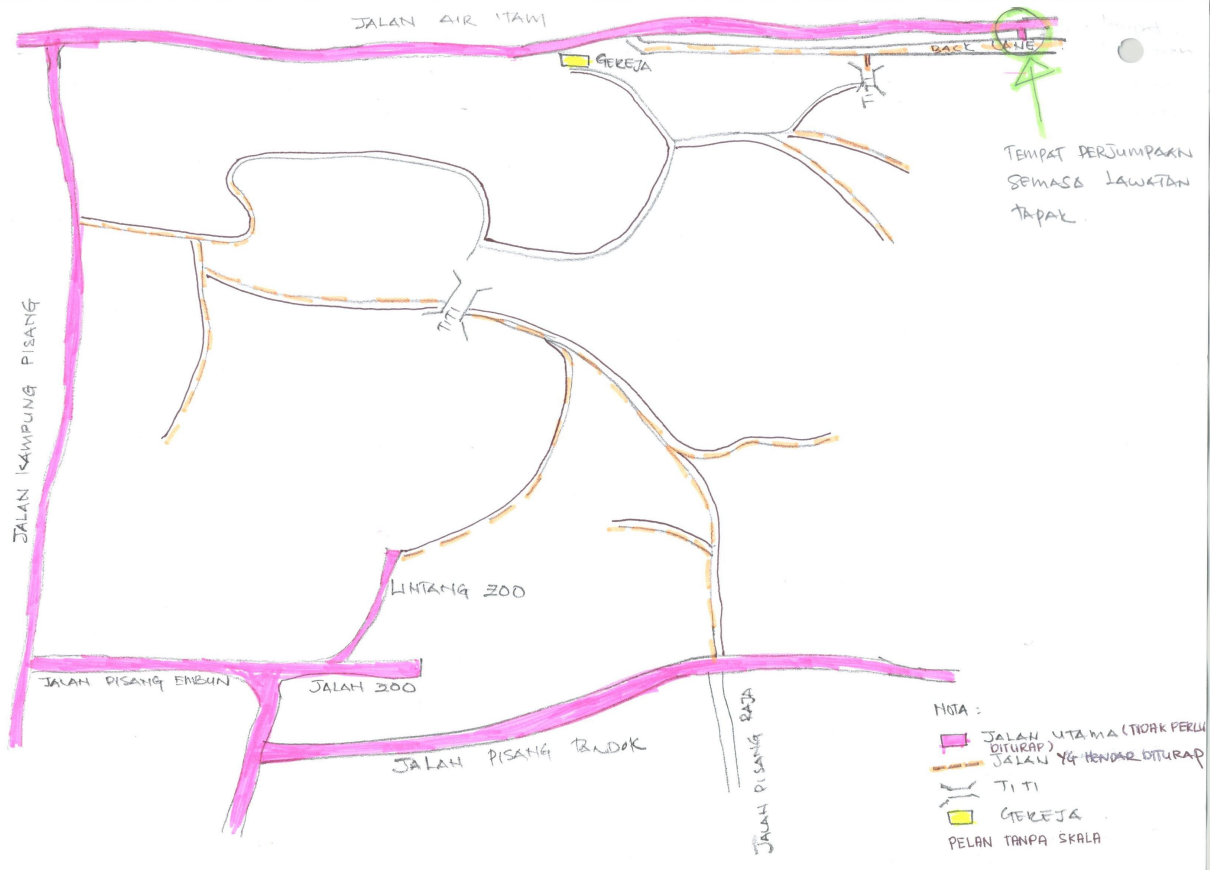 JALAN AIR ITAM
GEREJA
BACK LANE
TEMPAT PERJUMPAAN
SEMASA LAWATAN
TAPAK
TITI
JALAN KAMPUNG PISANG
LINTANG ZOO
JALAN PISANG EMBUN
JALAN ZOO
JALAN PISANG TANDOK
JALAN PISANG RAJA
NOTA :
JALAN UTAMA (TIDAK PERLU
DITURAP)
JALAN YG HENDAK DITURAP
TITI
GEREJA
PELAN TANPA SKALA